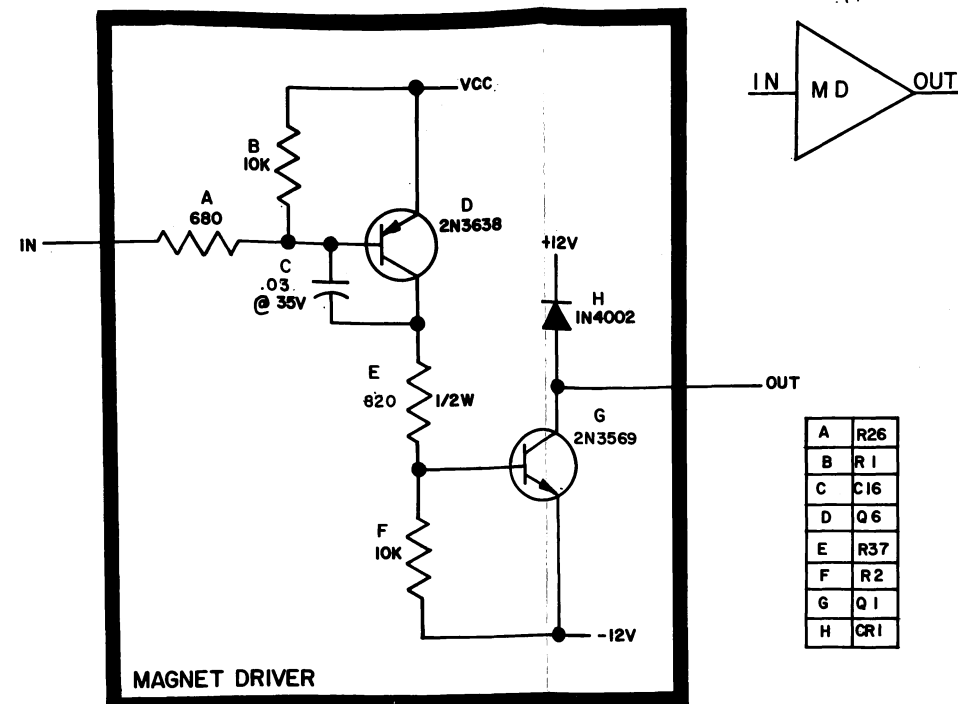 VCC
IN
MD
OUT
B
10K
A
680
D
2N3638
IN
C
.03
@ 35V
+12V
H
1N4002
E
820
1/2W
OUT
G
2N3569
F
10K
-12V
A R26
B R1
C C16
D Q6
E R37
F R2
G Q1
H CR1
MAGNET DRIVER